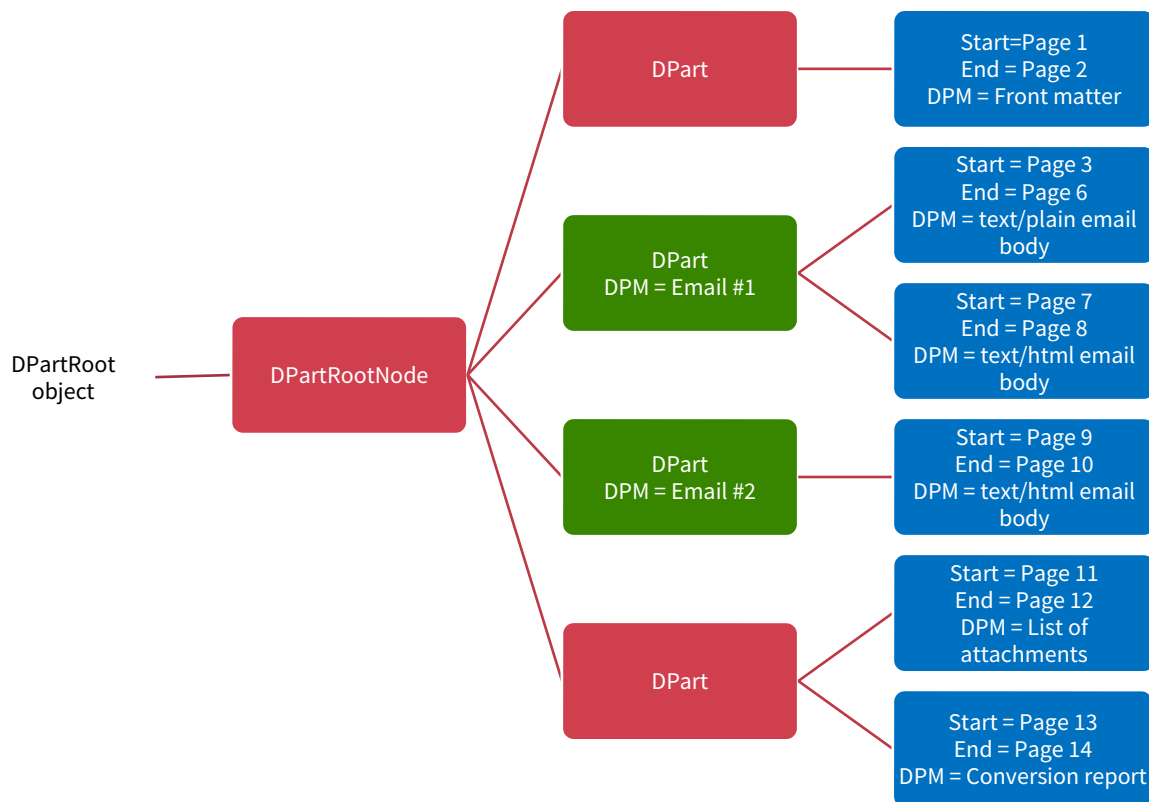 DPartRoot
object
DPartRootNode
DPart
Start=Page 1
End = Page 2
DPM = Front matter
DPart
DPM = Email #1
Start = Page 3
End = Page 6
DPM = text/plain email
body
Start = Page 7
End = Page 8
DPM = text/html email
body
DPart
DPM = Email #2
Start = Page 9
End = Page 10
DPM = text/html email
body
DPart
Start = Page 11
End = Page 12
DPM = List of
attachments
Start = Page 13
End = Page 14
DPM = Conversion report